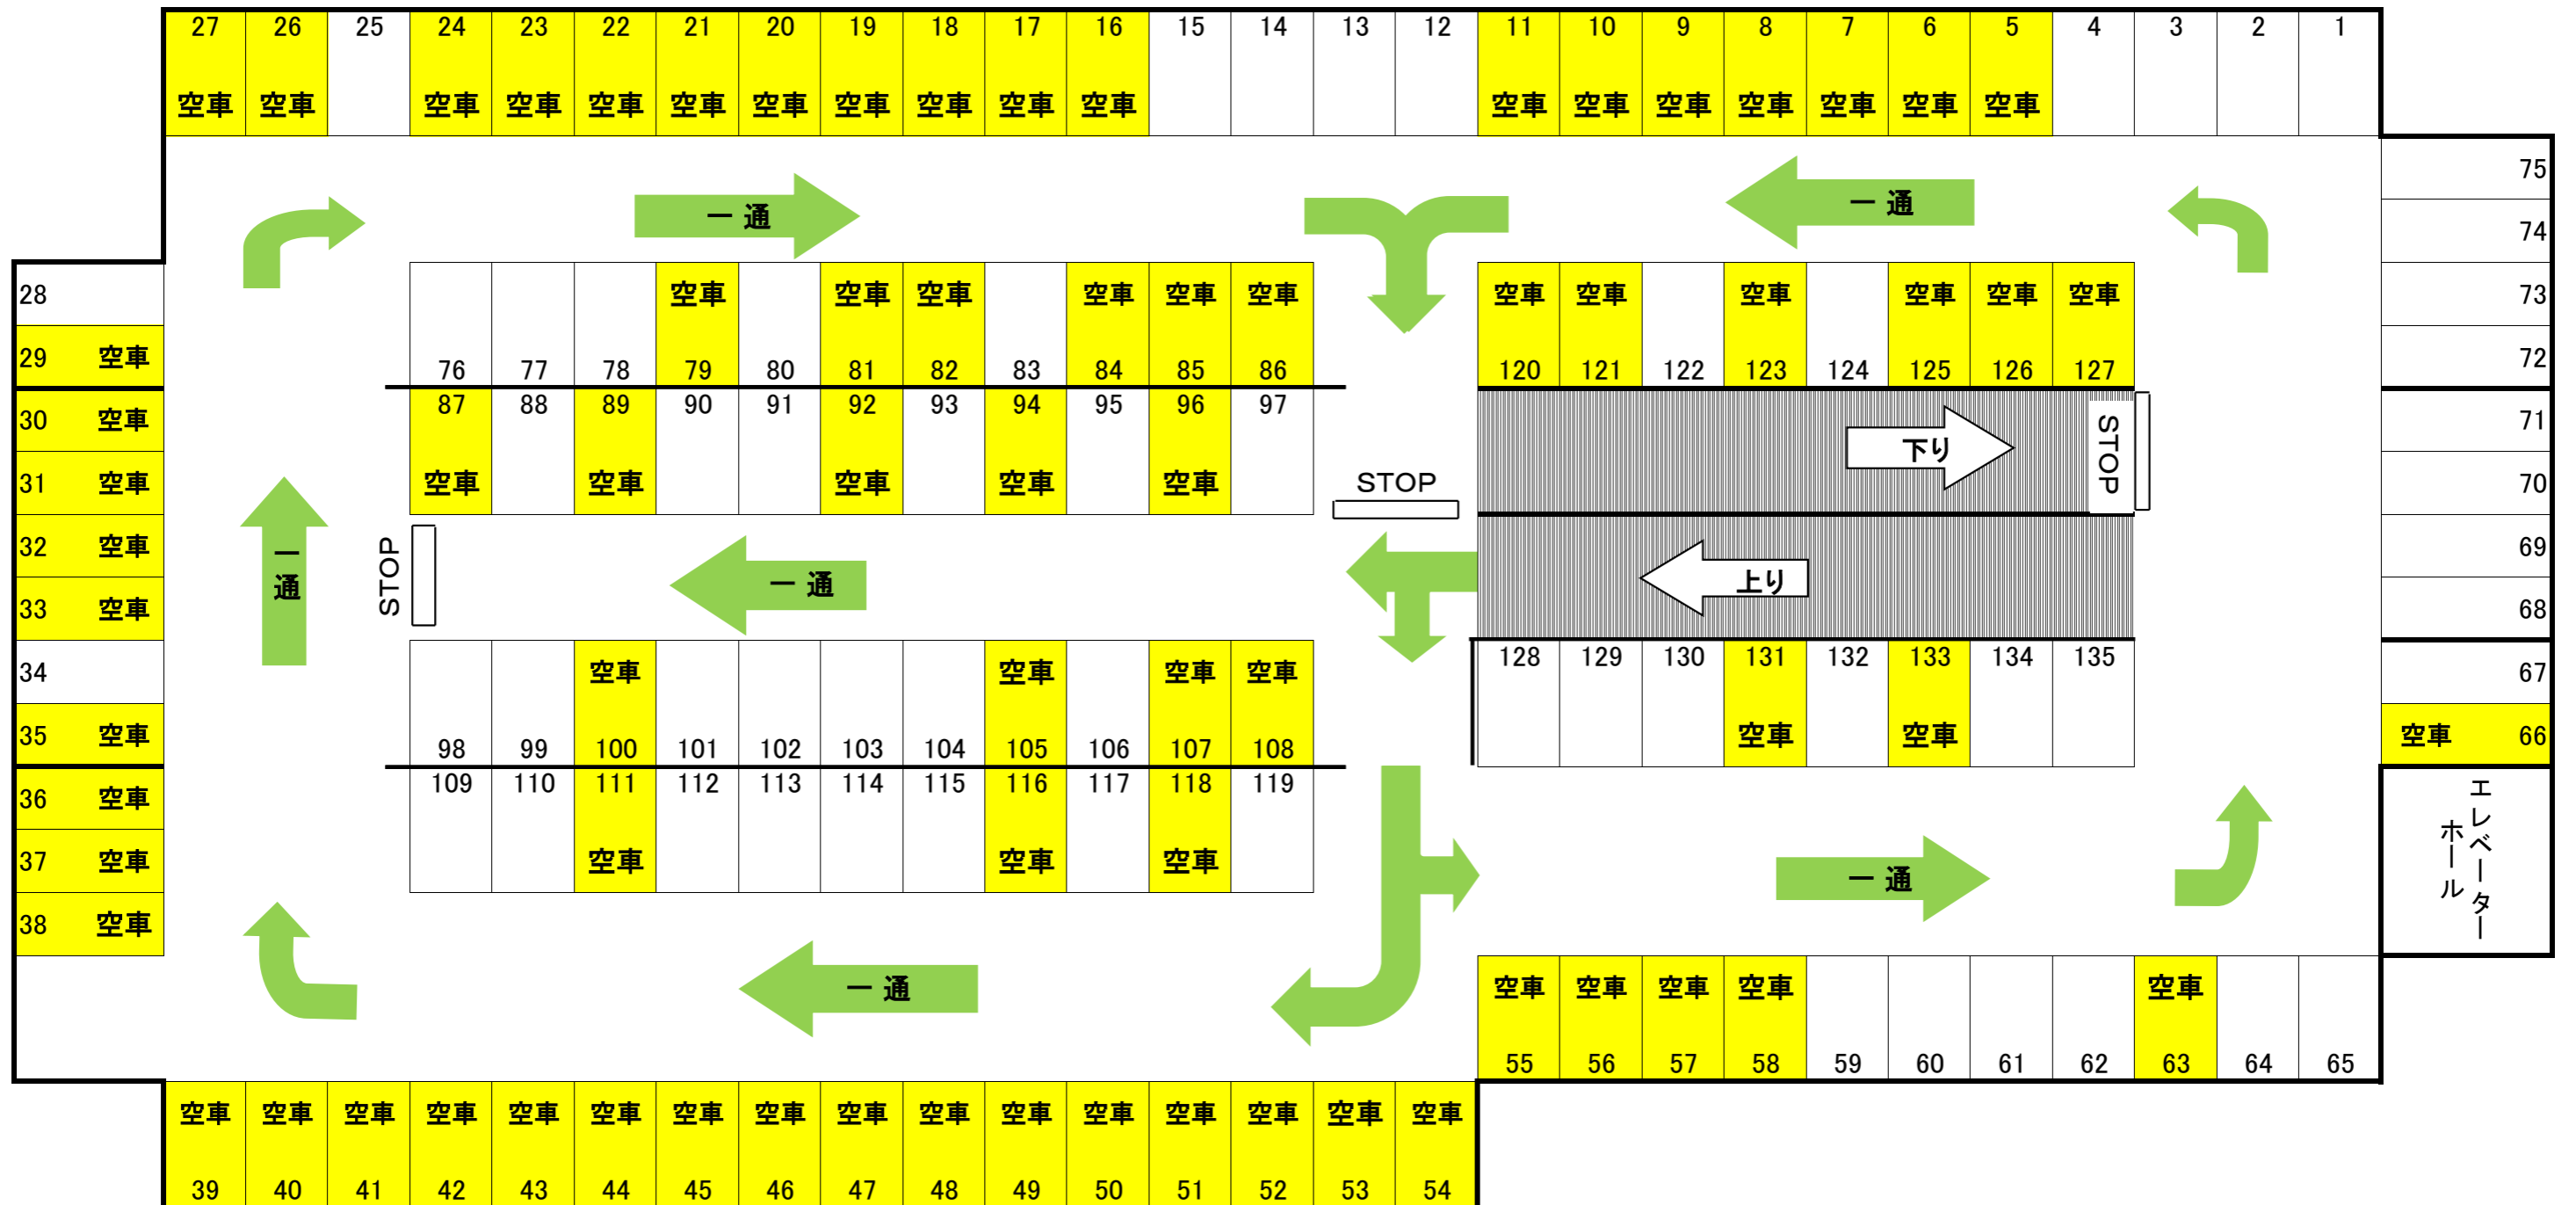 27 26 25 24 23 22 21 20 19 18 17 16 15 14 13 12 11 10 9 8 7 6 5 4 3 2 1
空車 空車 空車 空車 空車 空車 空車 空車 空車 空車 空車 空車 空車 空車 空車 空車 空車 空車
75
一 通 一 通
74
28 空車 空車 空車 空車 空車 空車 空車 空車 空車 空車 空車 空車 73
29 空車 76 77 78 79 80 81 82 83 84 85 86 120 121 122 123 124 125 126 127 72
30 空車 87 88 89 90 91 92 93 94 95 96 97 71
下り STOP
31 空車 空車 空車 空車 空車 空車 STOP 70
32 空車 69
STOP 一通 一 通 上り
33 空車 68
34 空車 空車 空車 空車 128 129 130 131 132 133 134 135 67
35 空車 98 99 100 101 102 103 104 105 106 107 108 空車 空車 空車 66
36 空車 109 110 111 112 113 114 115 116 117 118 119
エレベーター
ホール
37 空車 空車 空車 空車 一 通
38 空車
一 通 空車 空車 空車 空車 空車
55 56 57 58 59 60 61 62 63 64 65
空車 空車 空車 空車 空車 空車 空車 空車 空車 空車 空車 空車 空車 空車 空車 空車
39 40 41 42 43 44 45 46 47 48 49 50 51 52 53 54